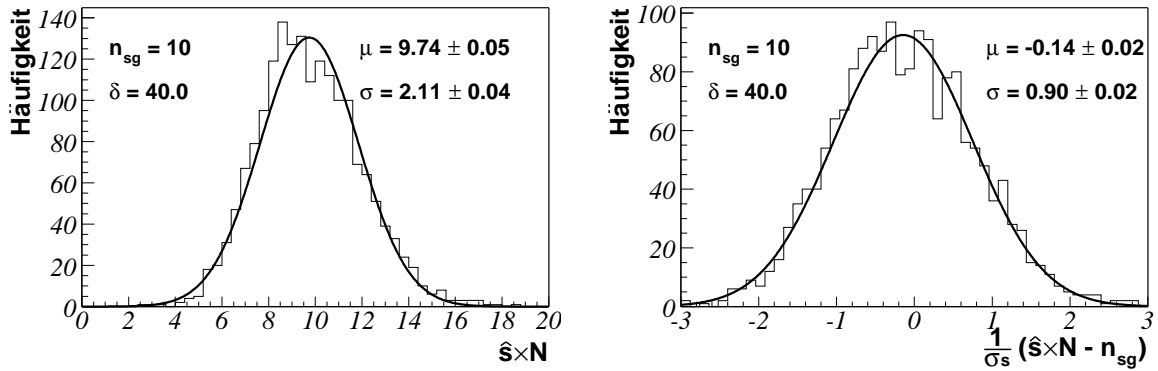 Häufigkeit
140
120
100
80
60
40
20
0
n_sg = 10
δ = 40.0
μ = 9.74 ± 0.05
σ = 2.11 ± 0.04
0 2 4 6 8 10 12 14 16 18 20
ŝ×N
Häufigkeit
100
80
60
40
20
0
n_sg = 10
δ = 40.0
μ = -0.14 ± 0.02
σ = 0.90 ± 0.02
-3 -2 -1 0 1 2 3
1/σs (ŝ×N - n_sg)